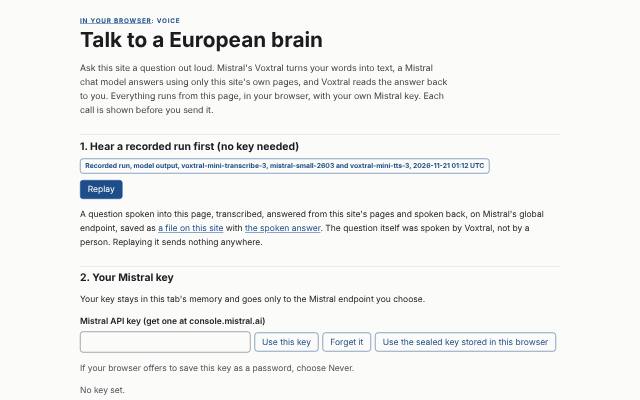 IN YOUR BROWSER: VOICE
Talk to a European brain
Ask this site a question out loud. Mistral's Voxtral turns your words into text, a Mistral
chat model answers using only this site's own pages, and Voxtral reads the answer back
to you. Everything runs from this page, in your browser, with your own Mistral key. Each
call is shown before you send it.
1. Hear a recorded run first (no key needed)
Recorded run, model output, voxtral-mini-transcribe-3, mistral-small-2603 and voxtral-mini-tts-3, 2026-11-21 01:12 UTC
Replay
A question spoken into this page, transcribed, answered from this site's pages and spoken back, on Mistral's global
endpoint, saved as a file on this site with the spoken answer. The question itself was spoken by Voxtral, not by a
person. Replaying it sends nothing anywhere.
2. Your Mistral key
Your key stays in this tab's memory and goes only to the Mistral endpoint you choose.
Mistral API key (get one at console.mistral.ai)
Use this key Forget it Use the sealed key stored in this browser
If your browser offers to save this key as a password, choose Never.
No key set.